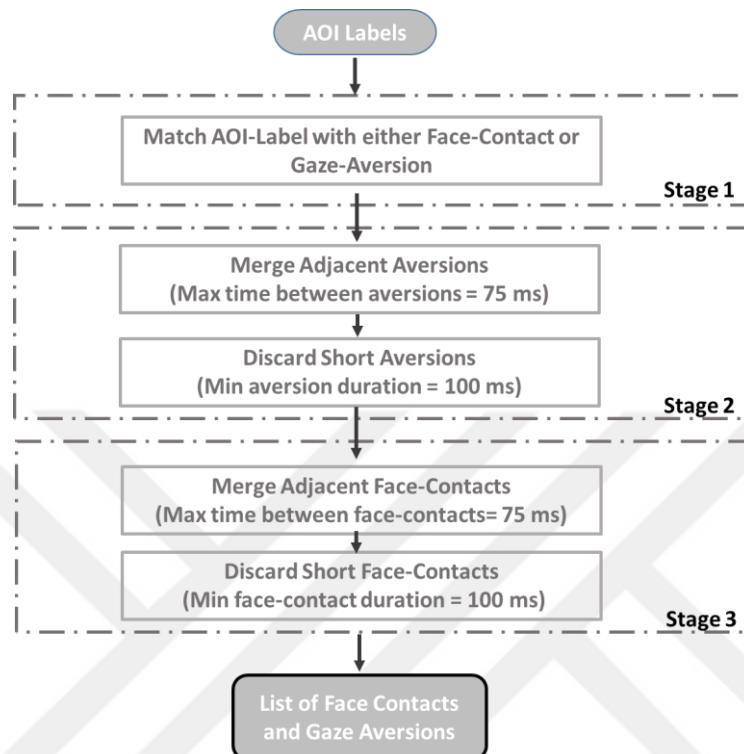 AOI Labels
Match AOI-Label with either Face-Contact or
Gaze-Aversion
Stage 1
Merge Adjacent Aversions
(Max time between aversions = 75 ms)
Discard Short Aversions
(Min aversion duration = 100 ms)
Stage 2
Merge Adjacent Face-Contacts
(Max time between face-contacts= 75 ms)
Discard Short Face-Contacts
(Min face-contact duration = 100 ms)
Stage 3
List of Face Contacts
and Gaze Aversions